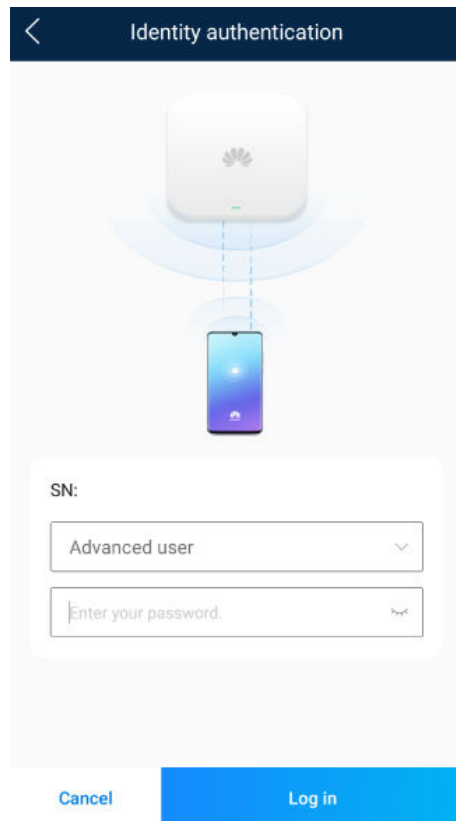 Identity authentication
SN:
Advanced user
Enter your password.
Cancel
Log in